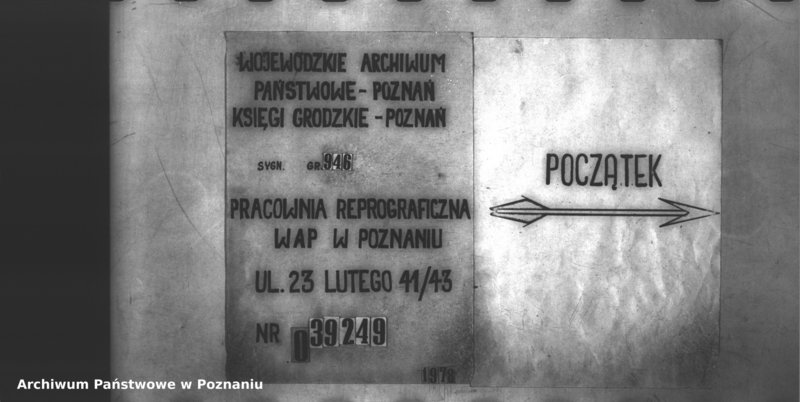 WOJEWÓDZKIE ARCHIWUM
PAŃSTWOWE - POZNAŃ
KSIĘGI GRODZKIE - POZNAŃ
SYGN. GR. 946
PRACOWNIA REPROGRAFICZNA
WAP W POZNANIU
UL. 23 LUTEGO 41/43
NR 039249
1978
POCZĄTEK
Archiwum Państwowe w Poznaniu